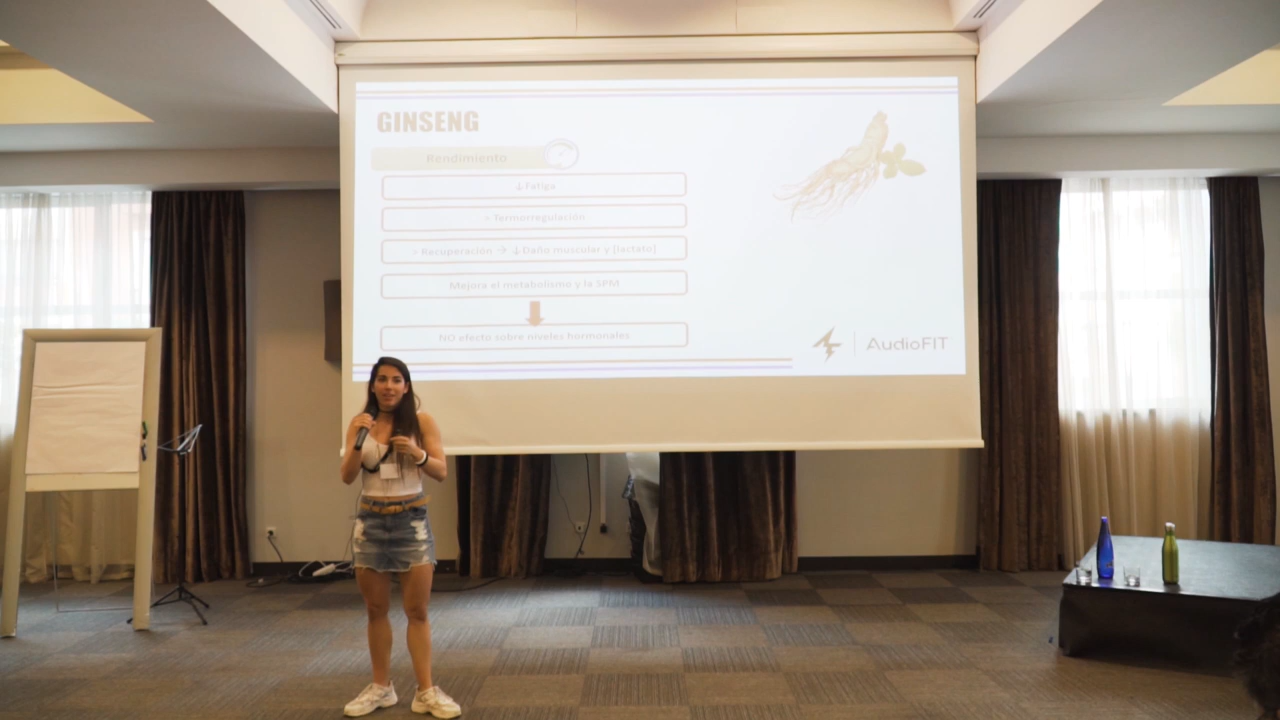 GINSENG
Rendimiento
↓ Fatiga
> Termorregulación
> Recuperación → ↓ Daño muscular y [lactato]
Mejora el metabolismo y la SPM
NO efecto sobre niveles hormonales
AudioFIT